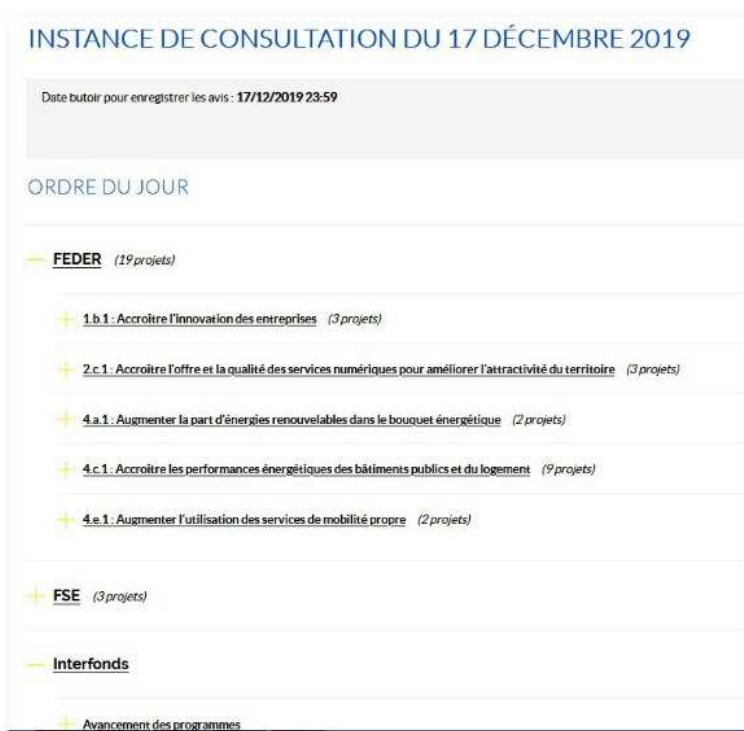 INSTANCE DE CONSULTATION DU 17 DÉCEMBRE 2019
Date butoir pour enregistrer les avis : 17/12/2019 23:59
ORDRE DU JOUR
FEDER (19 projets)
1.b.1 : Accroître l'innovation des entreprises (3 projets)
2.c.1 : Accroître l'offre et la qualité des services numériques pour améliorer l'attractivité du territoire (3 projets)
4.a.1 : Augmenter la part d'énergies renouvelables dans le bouquet énergétique (2 projets)
4.c.1 : Accroître les performances énergétiques des bâtiments publics et du logement (9 projets)
4.e.1 : Augmenter l'utilisation des services de mobilité propre (2 projets)
FSE (3 projets)
Interfonds
Avancement des programmes